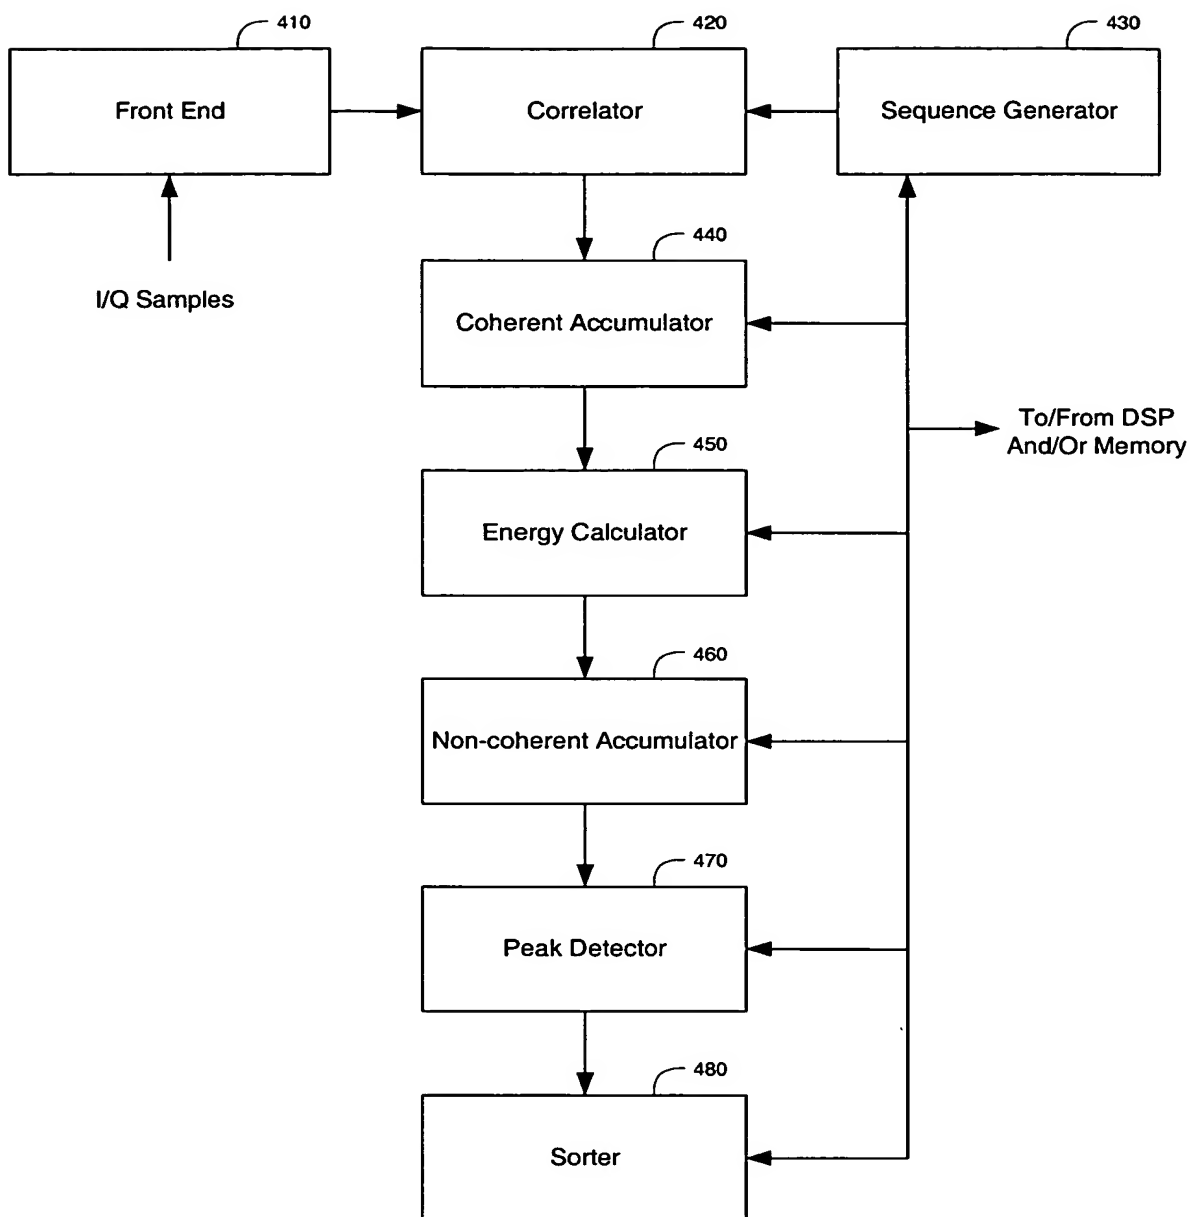 410
420
430
Front End
Correlator
Sequence Generator
I/Q Samples
440
Coherent Accumulator
To/From DSP
And/Or Memory
450
Energy Calculator
460
Non-coherent Accumulator
470
Peak Detector
480
Sorter